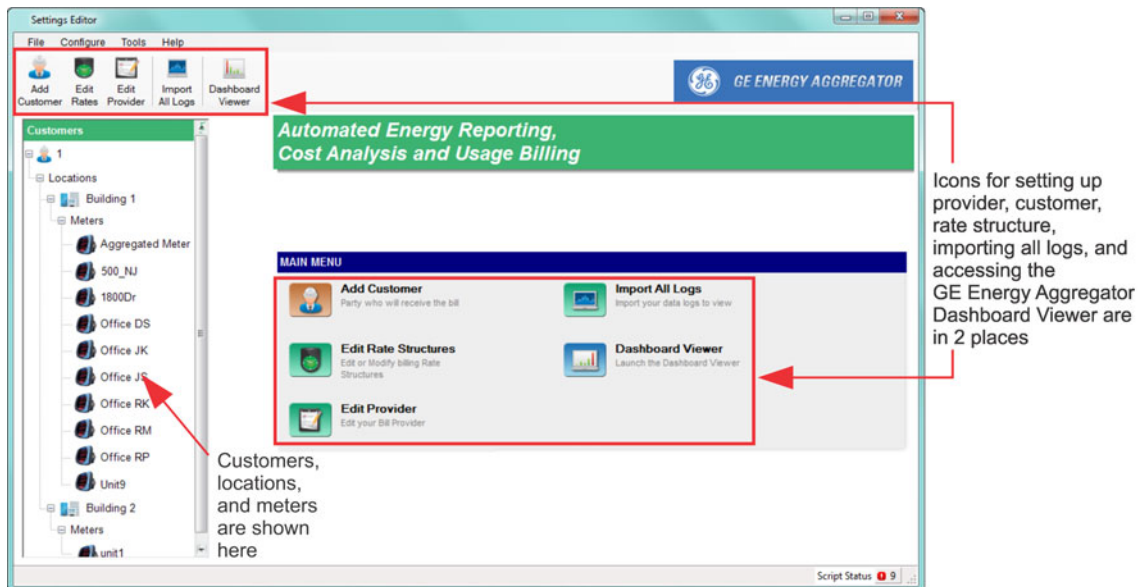 Settings Editor
File Configure Tools Help
Add Customer
Edit Rates
Edit Provider
Import All Logs
Dashboard Viewer
GE ENERGY AGGREGATOR
Customers
1
Locations
Building 1
Meters
Aggregated Meter
500_NJ
1800Dr
Office DS
Office JK
Office JS
Office RK
Office RM
Office RP
Unit9
Building 2
Meters
unit1
Automated Energy Reporting,
Cost Analysis and Usage Billing
MAIN MENU
Add Customer
Party who will receive the bill
Edit Rate Structures
Edit or Modify billing Rate
Structures
Edit Provider
Edit your Bill Provider
Import All Logs
Import your data logs to view
Dashboard Viewer
Launch the Dashboard Viewer
Customers,
locations,
and meters
are shown
here
Icons for setting up
provider, customer,
rate structure,
importing all logs, and
accessing the
GE Energy Aggregator
Dashboard Viewer are
in 2 places
Script Status 9